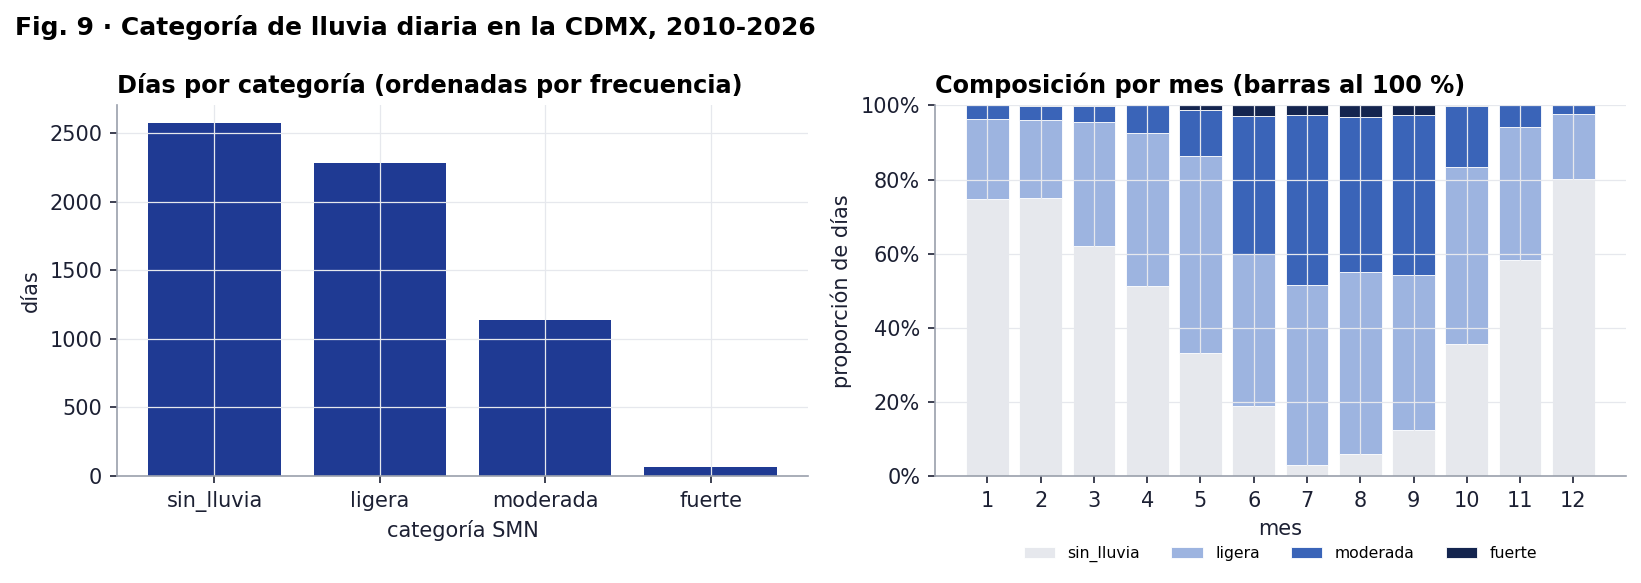 Fig. 9 · Categoría de lluvia diaria en la CDMX, 2010-2026
Días por categoría (ordenadas por frecuencia)
2500
2000
1500
1000
500
0
días
sin_lluvia
ligera
moderada
fuerte
categoría SMN
Composición por mes (barras al 100 %)
100%
80%
60%
40%
20%
0%
proporción de días
1 2 3 4 5 6 7 8 9 10 11 12
mes
sin_lluvia ligera moderada fuerte